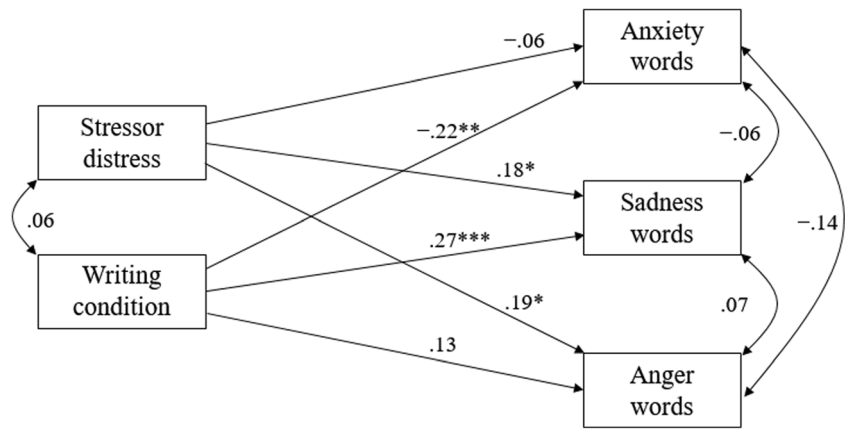 Anxiety
words
−.06
Stressor
distress
−.22**
−.06
.18*
Sadness
words
.06
−.14
.27***
Writing
condition
.19*
.07
.13
Anger
words